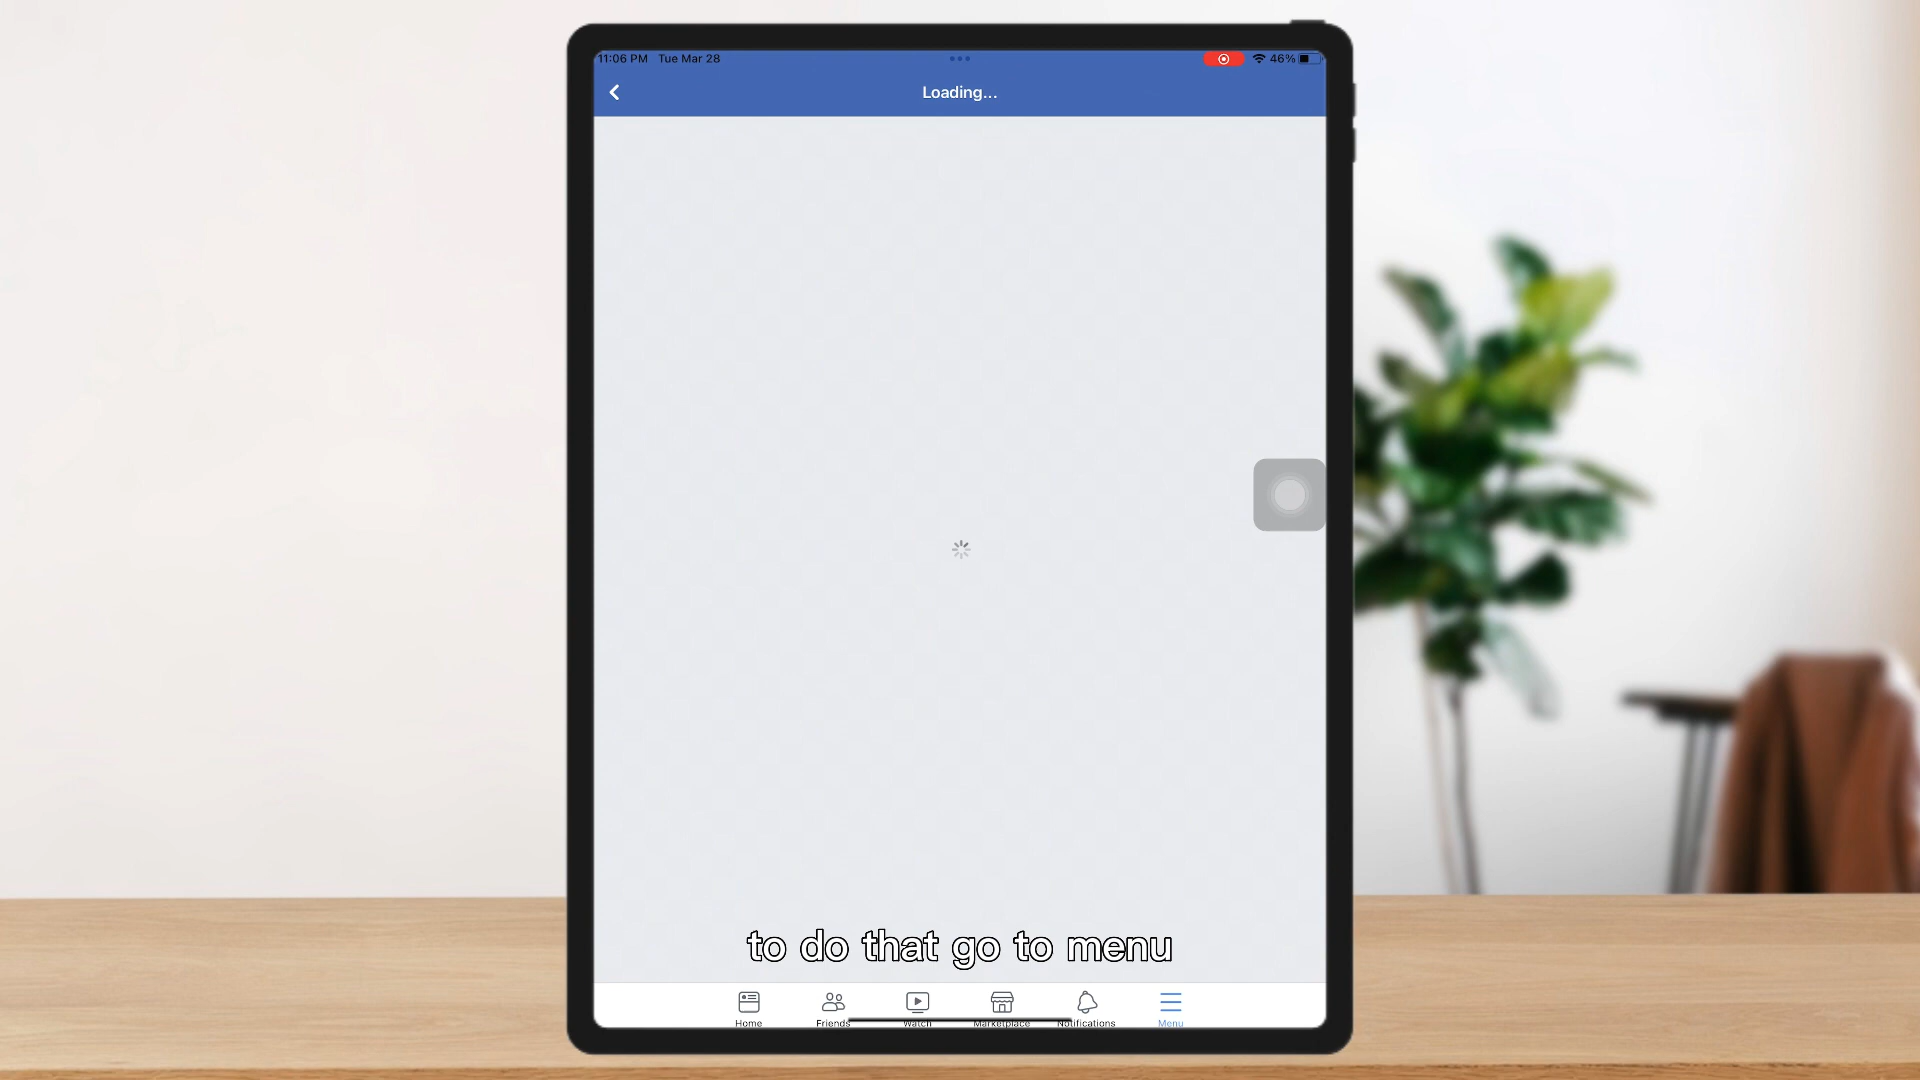 11:06 PM Tue Mar 28
46%
Loading...
to do that go to menu
Home
Friends
Watch
Marketplace
Notifications
Menu